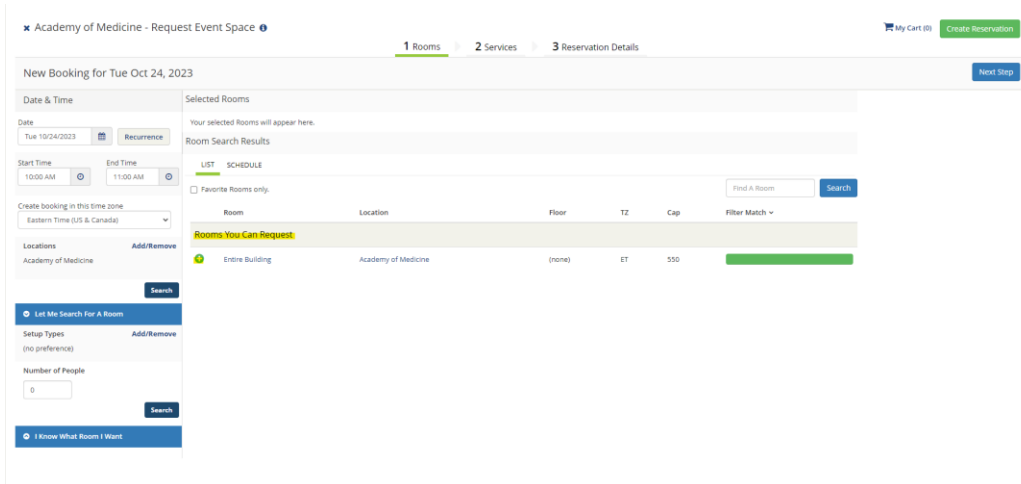 × Academy of Medicine - Request Event Space
My Cart (0)
Create Reservation
1 Rooms 2 Services 3 Reservation Details
New Booking for Tue Oct 24, 2023
Next Step
Date & Time
Date
Tue 10/24/2023
Recurrence
Start Time End Time
10:00 AM 11:00 AM
Create booking in this time zone
Eastern Time (US & Canada)
Locations Add/Remove
Academy of Medicine
Search
Let Me Search For A Room
Setup Types Add/Remove
(no preference)
Number of People
0
Search
I Know What Room I Want
Selected Rooms
Your selected Rooms will appear here.
Room Search Results
LIST SCHEDULE
Favorite Rooms only.
Find A Room Search
Room Location Floor TZ Cap Filter Match
Rooms You Can Request
Entire Building Academy of Medicine (none) ET 550